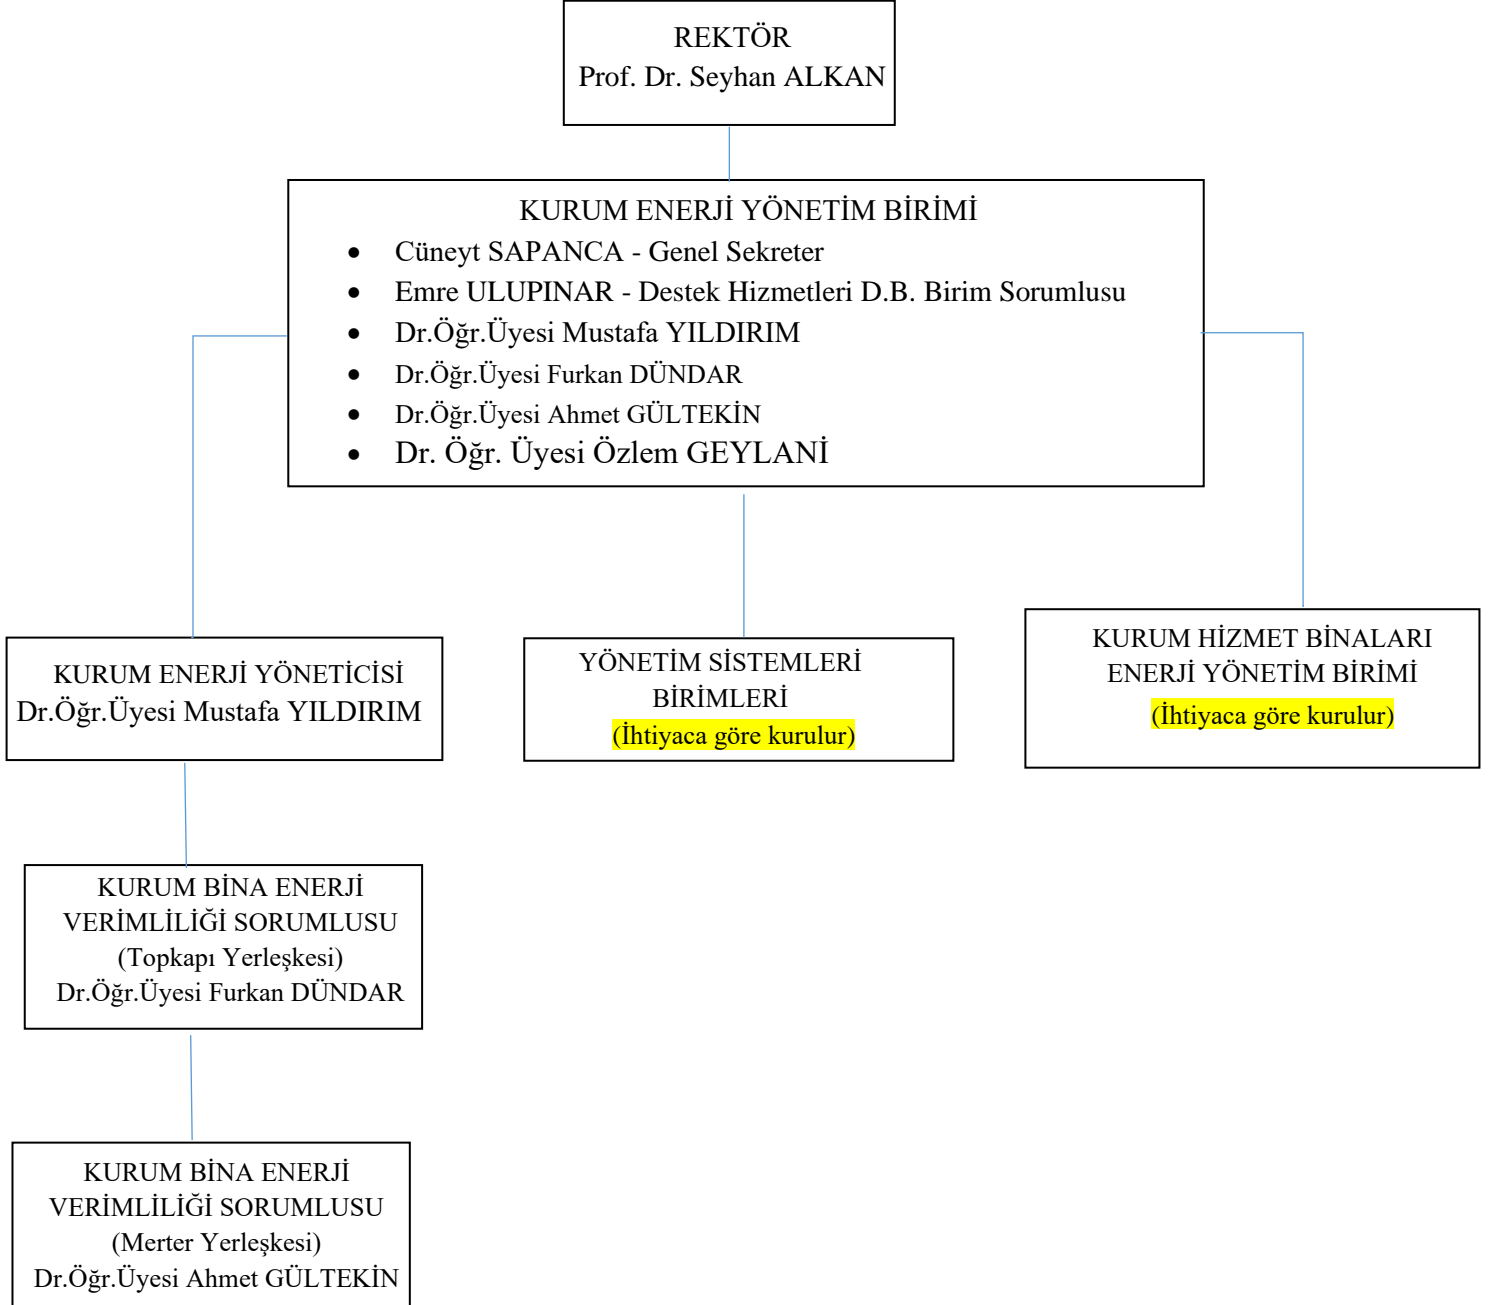 REKTÖR
Prof. Dr. Seyhan ALKAN
KURUM ENERJİ YÖNETİM BİRİMİ
• Cüneyt SAPANCA - Genel Sekreter
• Emre ULUPINAR - Destek Hizmetleri D.B. Birim Sorumlusu
• Dr.Öğr.Üyesi Mustafa YILDIRIM
• Dr.Öğr.Üyesi Furkan DÜNDAR
• Dr.Öğr.Üyesi Ahmet GÜLTEKİN
• Dr. Öğr. Üyesi Özlem GEYLANİ
KURUM ENERJİ YÖNETİCİSİ
Dr.Öğr.Üyesi Mustafa YILDIRIM
YÖNETİM SİSTEMLERİ
BİRİMLERİ
(İhtiyaca göre kurulur)
KURUM HİZMET BİNALARI
ENERJİ YÖNETİM BİRİMİ
(İhtiyaca göre kurulur)
KURUM BİNA ENERJİ
VERİMLİLİĞİ SORUMLUSU
(Topkapı Yerleşkesi)
Dr.Öğr.Üyesi Furkan DÜNDAR
KURUM BİNA ENERJİ
VERİMLİLİĞİ SORUMLUSU
(Merter Yerleşkesi)
Dr.Öğr.Üyesi Ahmet GÜLTEKİN